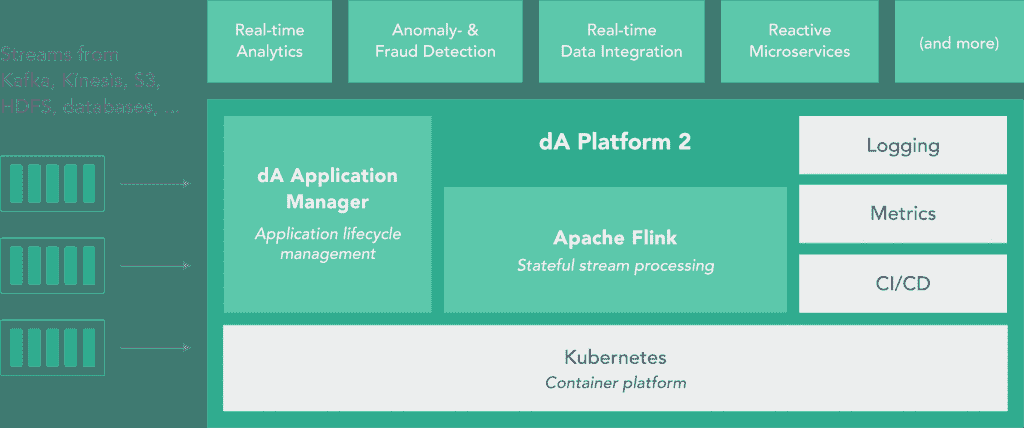 Streams from
Kafka, Kinesis, S3,
HDFS, databases, ...
Real-time
Analytics
Anomaly- &
Fraud Detection
Real-time
Data Integration
Reactive
Microservices
(and more)
dA Platform 2
dA Application
Manager
Application lifecycle
management
Apache Flink
Stateful stream processing
Logging
Metrics
CI/CD
Kubernetes
Container platform